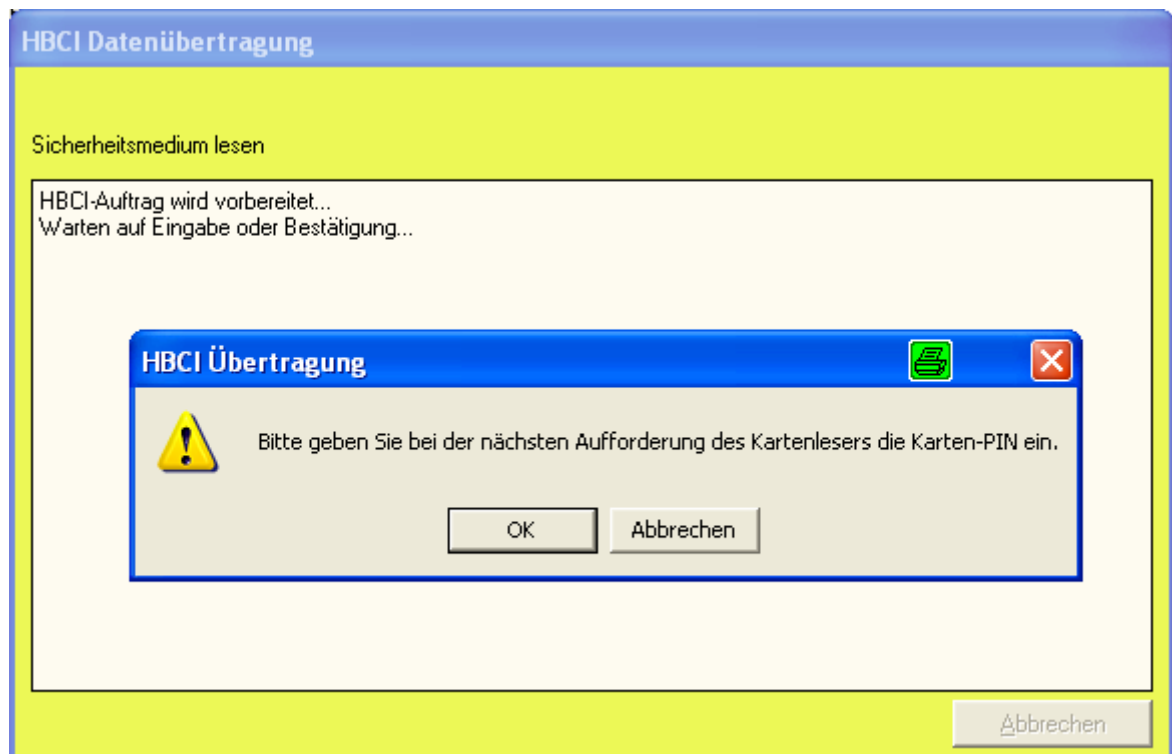 HBCI Datenübertragung
Sicherheitsmedium lesen
HBCI-Auftrag wird vorbereitet...
Warten auf Eingabe oder Bestätigung...
HBCI Übertragung
Bitte geben Sie bei der nächsten Aufforderung des Kartenlesers die Karten-PIN ein.
OK Abbrechen
Abbrechen